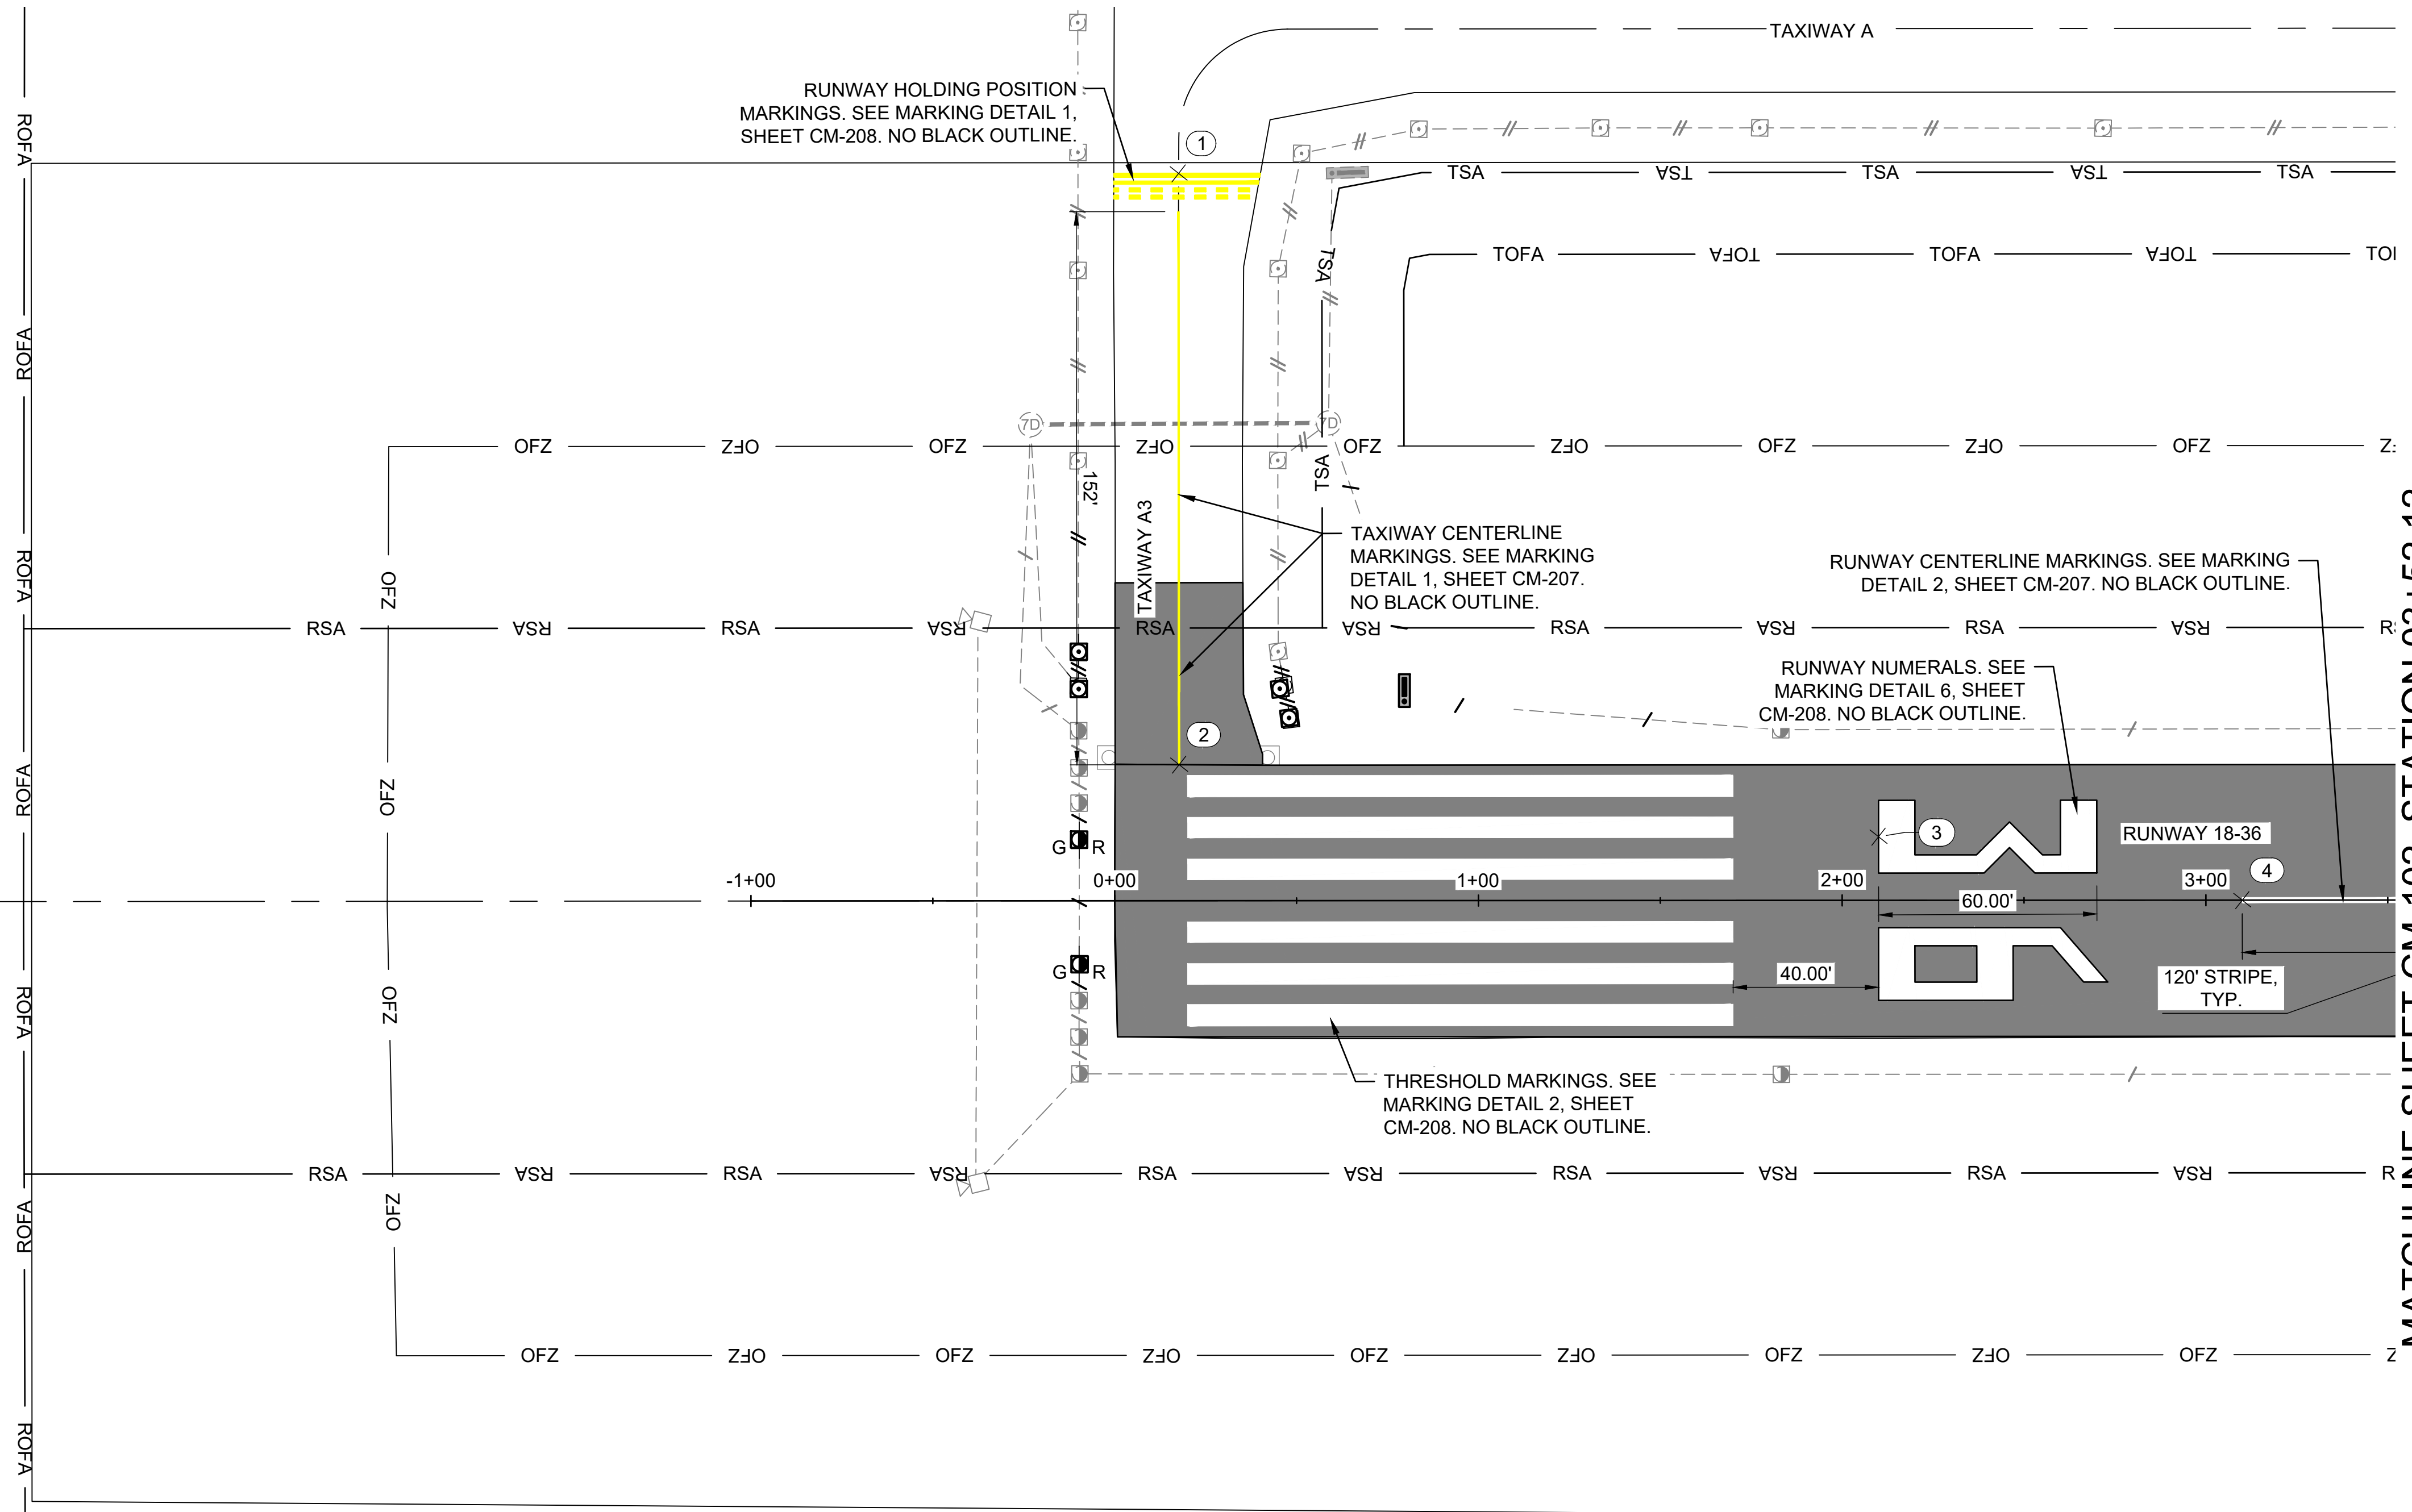 TAXIWAY A
RUNWAY HOLDING POSITION
MARKINGS. SEE MARKING DETAIL 1,
SHEET CM-208. NO BLACK OUTLINE.
1
ROFA
TSA
TSA
TSA
TSA
TSA
TSA
TOFA
TOFA
TOFA
TOFA
ROFA
7D
7D
OFZ
OFZ
OFZ
OFZ
OFZ
OFZ
OFZ
OFZ
OFZ
TSA
152'
TAXIWAY A3
TAXIWAY CENTERLINE
MARKINGS. SEE MARKING
DETAIL 1, SHEET CM-207.
NO BLACK OUTLINE.
RUNWAY CENTERLINE MARKINGS. SEE MARKING
DETAIL 2, SHEET CM-207. NO BLACK OUTLINE.
ROFA
OFZ
RSA
RSA
RSA
RSA
RSA
RSA
RSA
RSA
RSA
RSA
RUNWAY NUMERALS. SEE
MARKING DETAIL 6, SHEET
CM-208. NO BLACK OUTLINE.
2
ROFA
OFZ
3
RUNWAY 18-36
G R
4
-1+00
0+00
1+00
2+00
3+00
36
60.00'
G R
40.00'
120' STRIPE,
TYP.
ROFA
OFZ
THRESHOLD MARKINGS. SEE
MARKING DETAIL 2, SHEET
CM-208. NO BLACK OUTLINE.
RSA
RSA
RSA
RSA
RSA
RSA
RSA
RSA
RSA
RSA
ROFA
OFZ
OFZ
OFZ
OFZ
OFZ
OFZ
OFZ
OFZ
OFZ
OFZ
ROFA